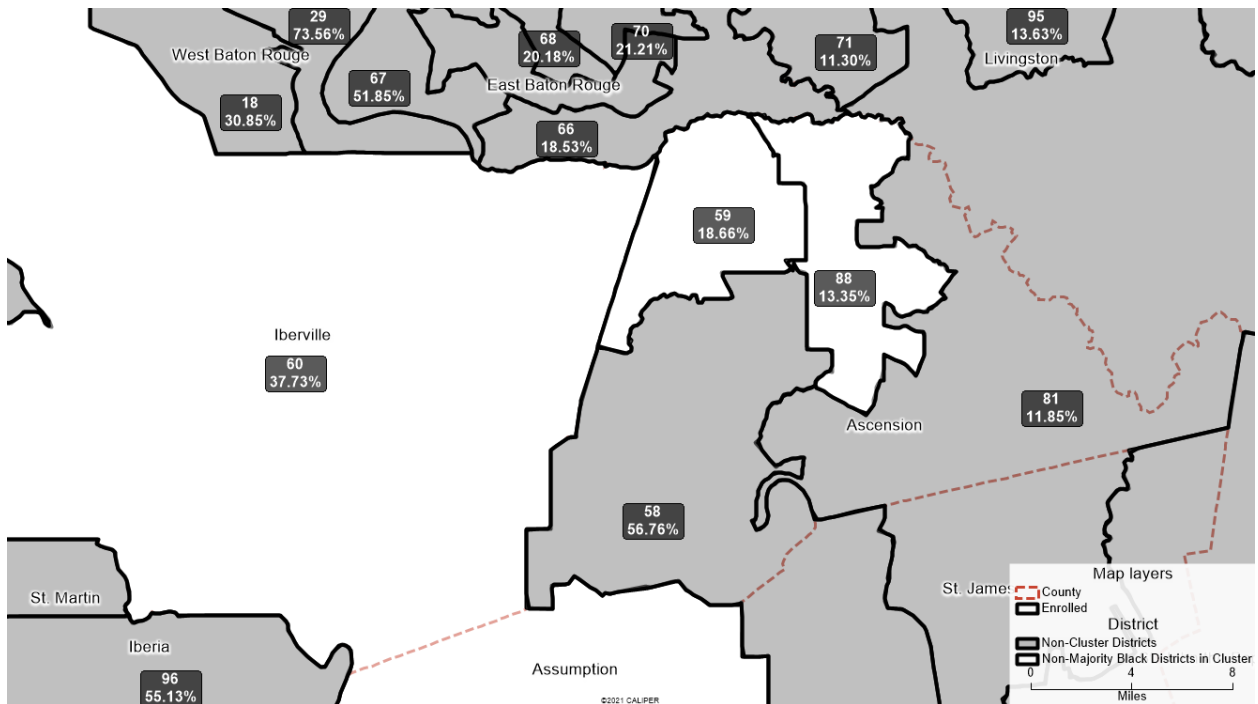 29
73.56%
West Baton Rouge
68
20.18%
70
21.21%
71
11.30%
95
13.63%
Livingston
67
51.85%
East Baton Rouge
18
30.85%
66
18.53%
59
18.66%
88
13.35%
Iberville
60
37.73%
81
11.85%
Ascension
58
56.76%
St. Martin
Iberia
96
55.13%
Assumption
St. James
©2021 CALIPER
Map layers
County
Enrolled
District
Non-Cluster Districts
Non-Majority Black Districts in Cluster
0 4 8
Miles